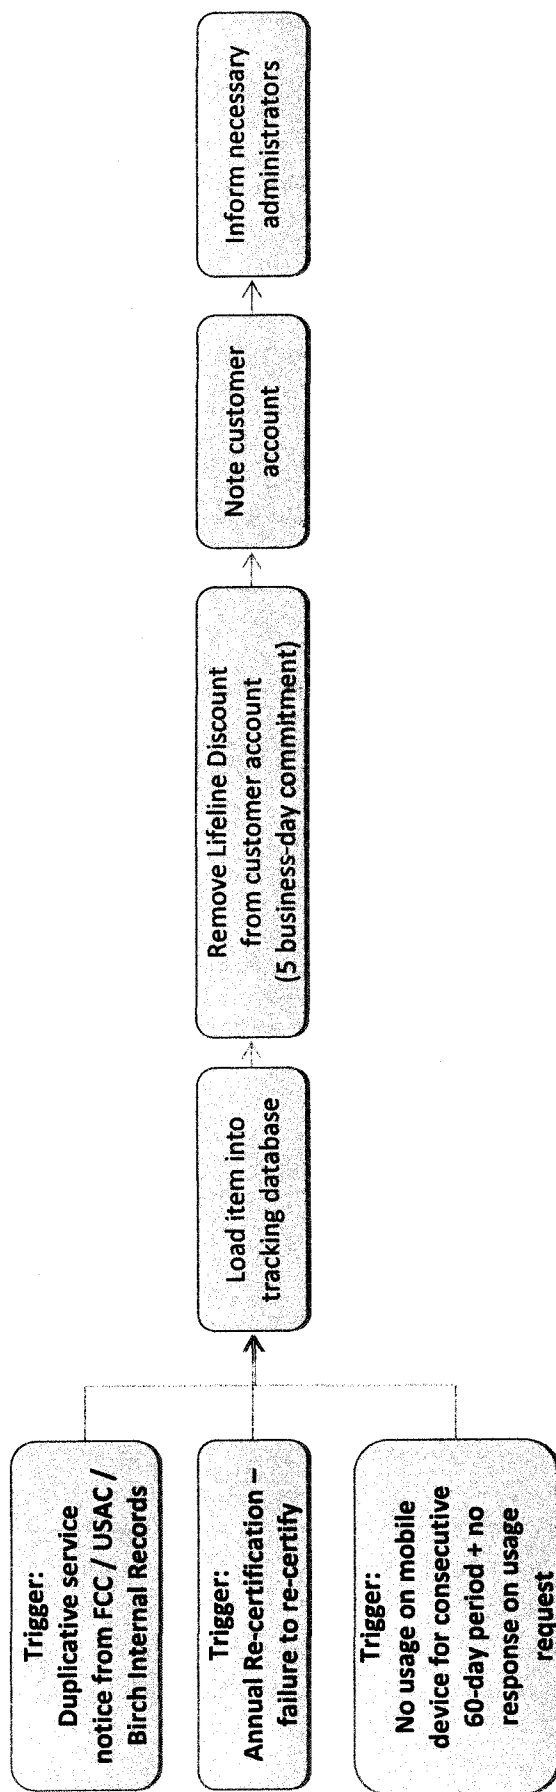 Trigger:
Duplicative service
notice from FCC / USAC /
Birch Internal Records
Trigger:
Annual Re-certification –
failure to re-certify
Trigger:
No usage on mobile
device for consecutive
60-day period + no
response on usage
request
Load item into
tracking database
Remove Lifeline Discount
from customer account
(5 business-day commitment)
Note customer
account
Inform necessary
administrators